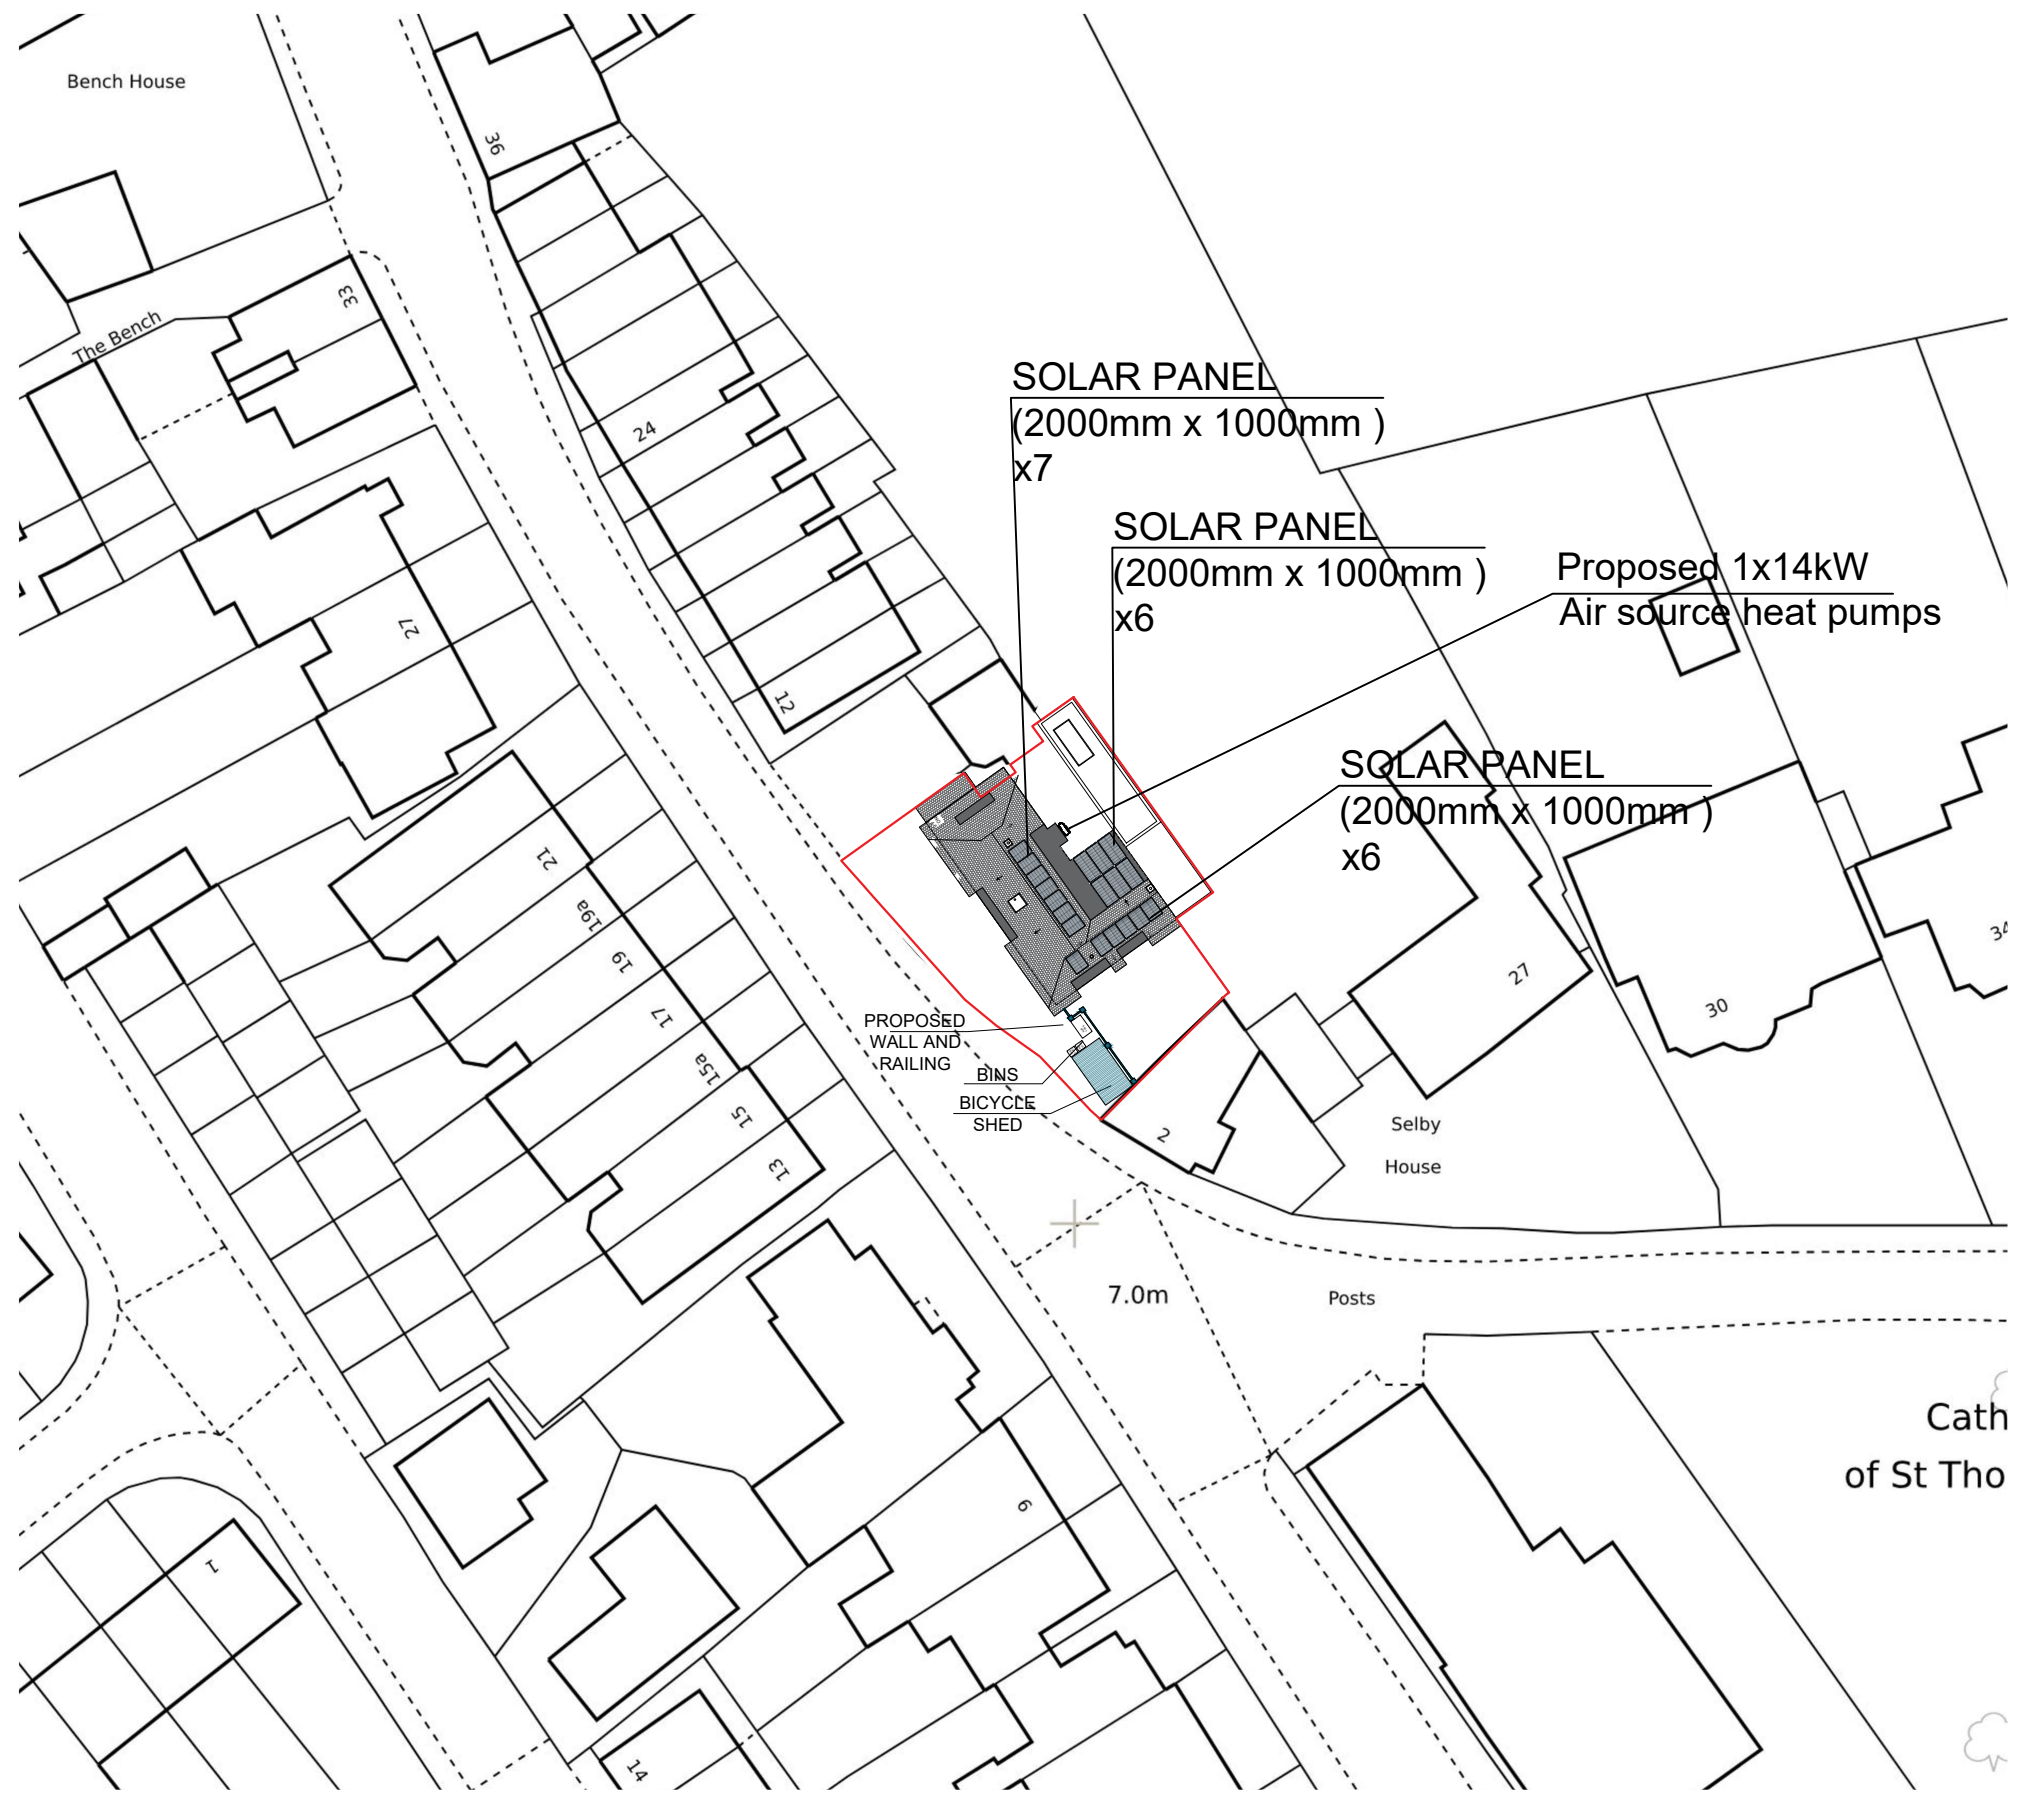 Bench House
36
The Bench
33
24
SOLAR PANEL
(2000mm x 1000mm )
x7
SOLAR PANEL
(2000mm x 1000mm )
x6
Proposed 1x14kW
Air source heat pumps
27
12
SOLAR PANEL
(2000mm x 1000mm )
x6
21
19a
19
17
15a
15
13
27
30
34
PROPOSED
WALL AND
RAILING
BINS
BICYCLE
SHED
2
Selby
House
7.0m
Posts
Cath
of St Tho
9
1
14